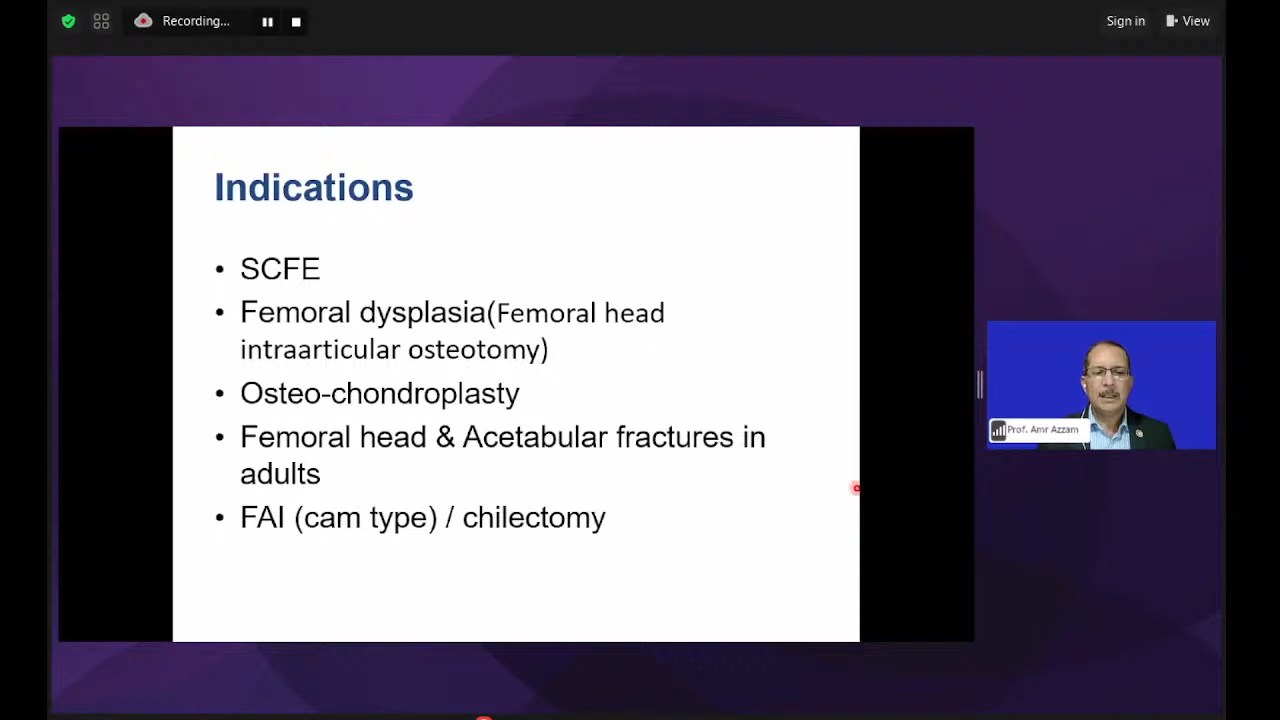 Recording...
Sign in
View
Indications
• SCFE
• Femoral dysplasia(Femoral head
intraarticular osteotomy)
• Osteo-chondroplasty
• Femoral head & Acetabular fractures in
adults
• FAI (cam type) / chilectomy
Prof. Amr Azzam